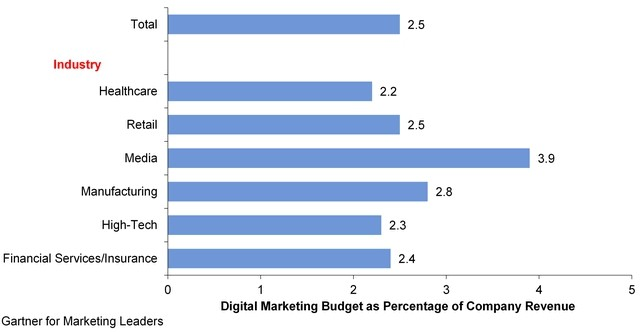 Total 2.5
Industry
Healthcare 2.2
Retail 2.5
Media 3.9
Manufacturing 2.8
High-Tech 2.3
Financial Services/Insurance 2.4
0 1 2 3 4 5
Digital Marketing Budget as Percentage of Company Revenue
Gartner for Marketing Leaders